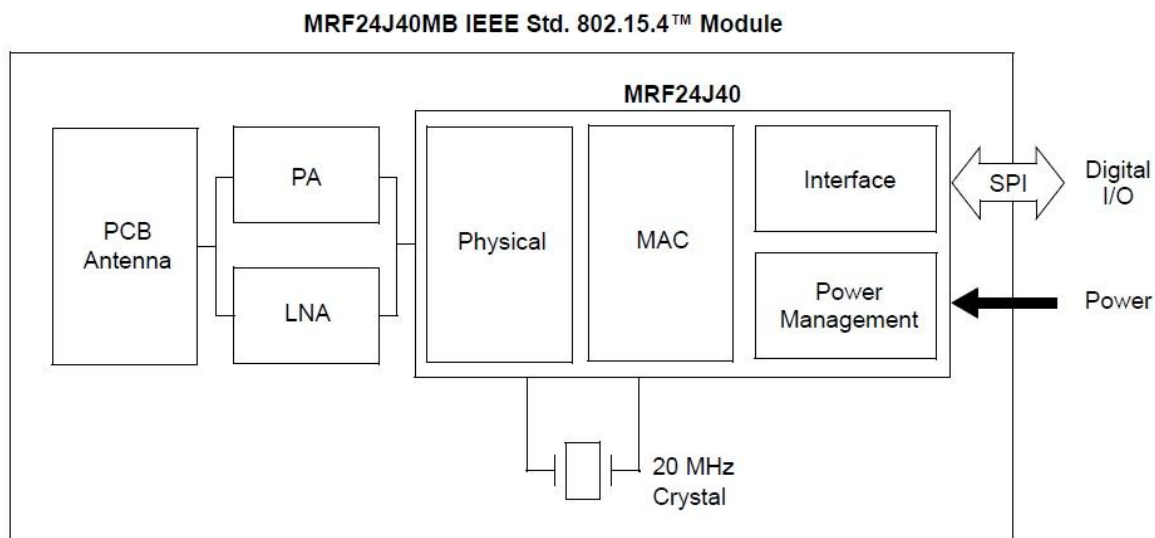 MRF24J40MB IEEE Std. 802.15.4™ Module
MRF24J40
PCB
Antenna
PA
LNA
Physical
MAC
Interface
Power
Management
SPI
Digital
I/O
Power
20 MHz
Crystal